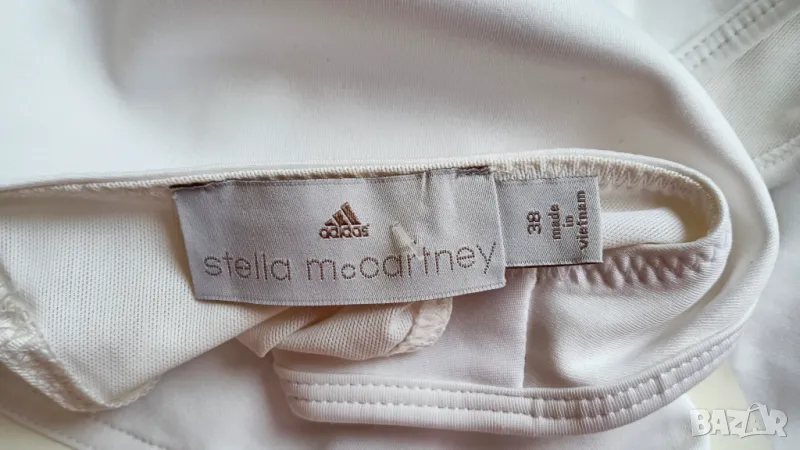 adidas
stella mccartney
38
made
in
vietnam
BAZAR